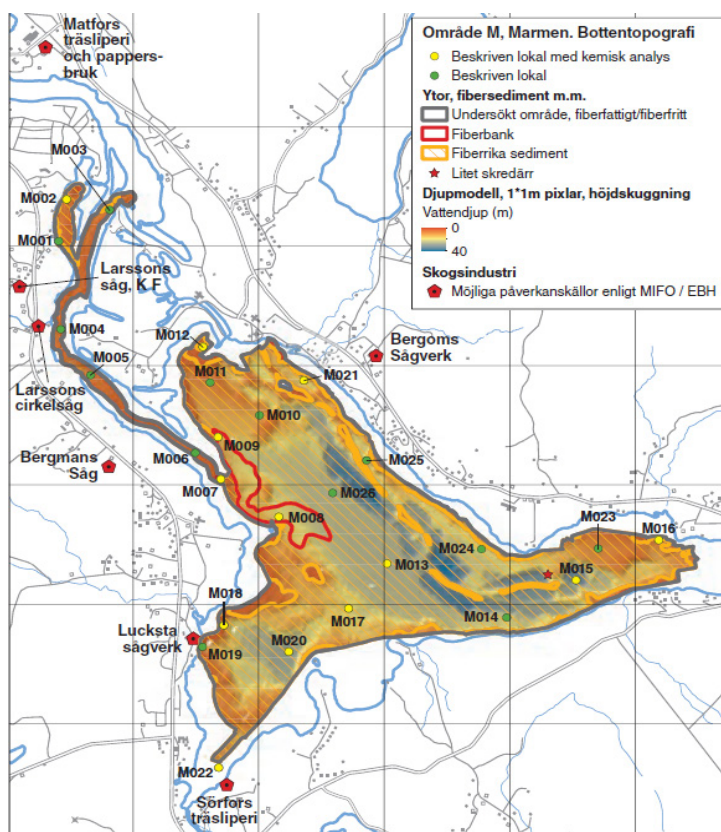 Matfors
träsliperi
och pappers-
bruk
Område M, Marmen. Bottentopografi
Beskriven lokal med kemisk analys
Beskriven lokal
Ytor, fibersediment m.m.
Undersökt område, fiberfattigt/fiberfritt
Fiberbank
Fiberrika sediment
Litet skredärr
Djupmodell, 1*1m pixlar, höjdskuggning
Vattendjup (m)
0
40
Skogsindustri
Möjliga påverkanskällor enligt MIFO / EBH
M003
M002
M001
Larssons
såg, K F
M004
M012
Bergoms
Sågverk
M005
M011
M021
Larssons
cirkelsåg
M010
M009
Bergmans
Såg
M006
M025
M007
M026
M008
M023
M016
M024
M013
M015
M018
M017
M014
Lucksta
sågverk
M019
M020
M022
Sörfors
träsliperi